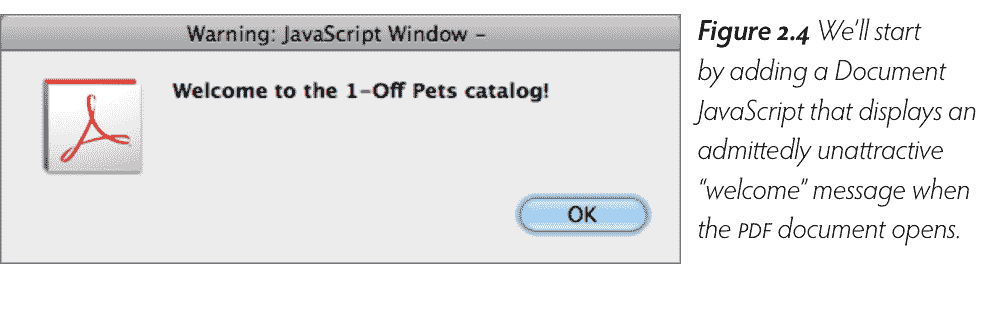 Warning: JavaScript Window –
Welcome to the 1-Off Pets catalog!
OK
Figure 2.4 We’ll start
by adding a Document
JavaScript that displays an
admittedly unattractive
“welcome” message when
the PDF document opens.